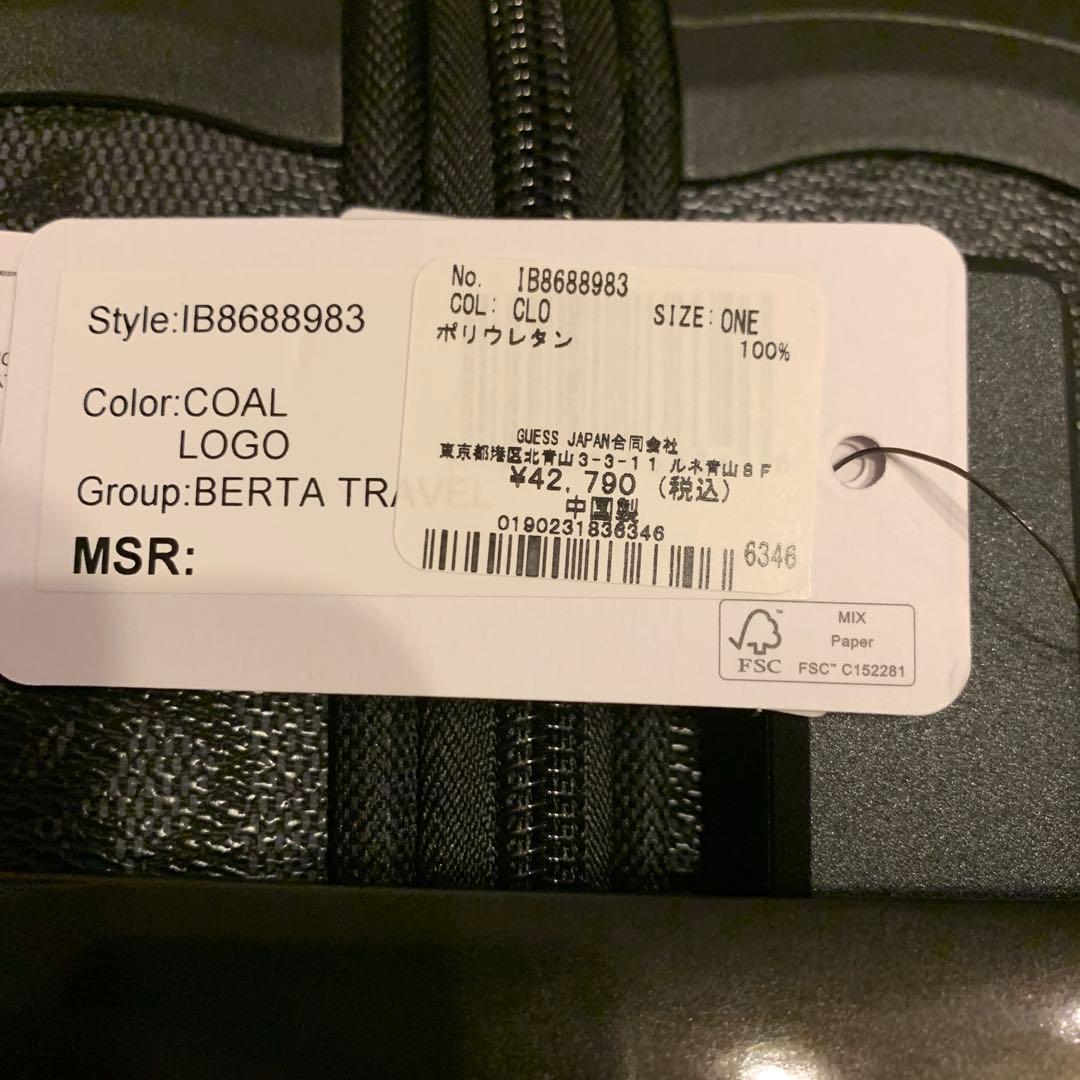 Style:IB8688983
Color:COAL
LOGO
Group:BERTA TRAVEL
MSR:
No. IB8688983
COL: CLO SIZE:ONE
ポリウレタン 100%
GUESS JAPAN合同会社
東京都港区北青山3-3-11 ルネ青山8F
¥42,790 (税込)
中国製
0190231836346
6346
FSC
MIX
Paper
FSC™ C152281